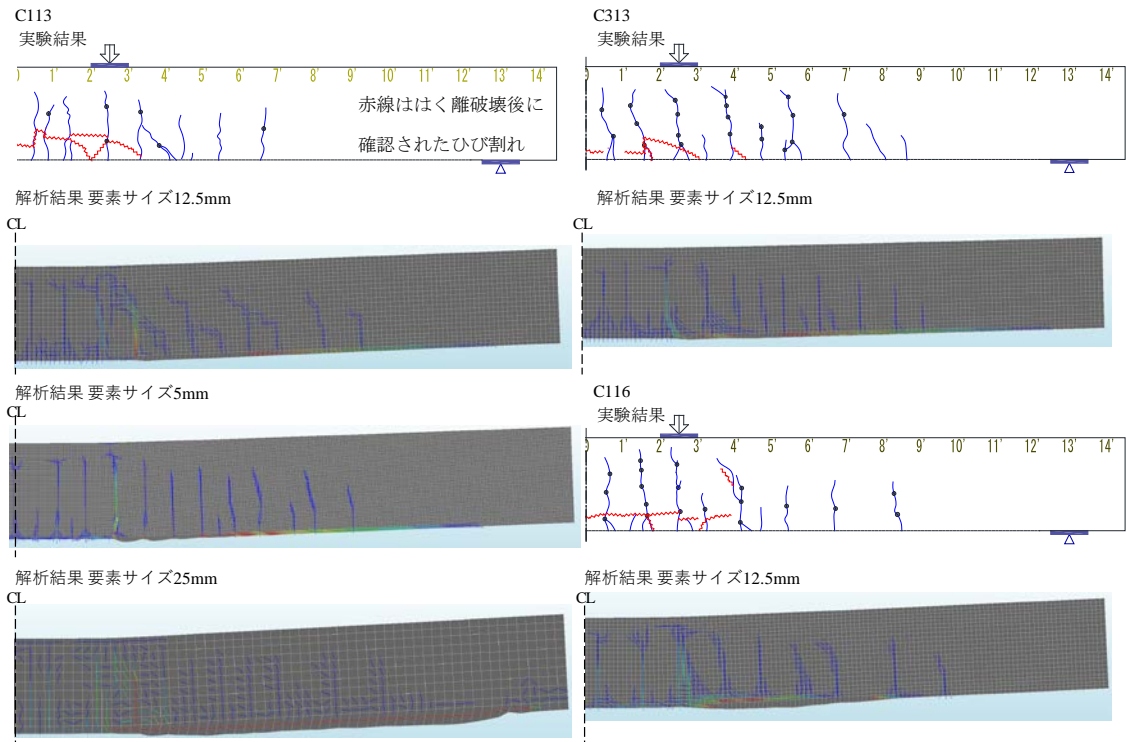 C113
実験結果
0 1' 2' 3' 4' 5' 6' 7' 8' 9' 10' 11' 12' 13' 14'
赤線ははく離破壊後に
確認されたひび割れ
解析結果 要素サイズ12.5mm
CL
解析結果 要素サイズ5mm
CL
解析結果 要素サイズ25mm
CL
C313
実験結果
0 1' 2' 3' 4' 5' 6' 7' 8' 9' 10' 11' 12' 13' 14'
解析結果 要素サイズ12.5mm
CL
C116
実験結果
0 1' 2' 3' 4' 5' 6' 7' 8' 9' 10' 11' 12' 13' 14'
解析結果 要素サイズ12.5mm
CL